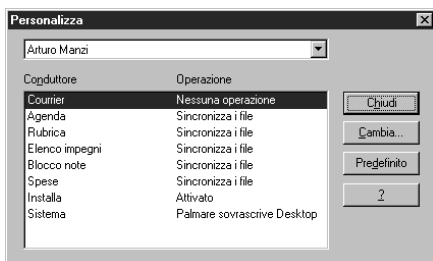 Personalizza
Arturo Manzi
Conduttore Operazione
Courrier Nessuna operazione
Agenda Sincronizza i file
Rubrica Sincronizza i file
Elenco impegni Sincronizza i file
Blocco note Sincronizza i file
Spese Sincronizza i file
Installa Attivato
Sistema Palmare sovrascrive Desktop
Chiudi
Cambia...
Predefinito
?